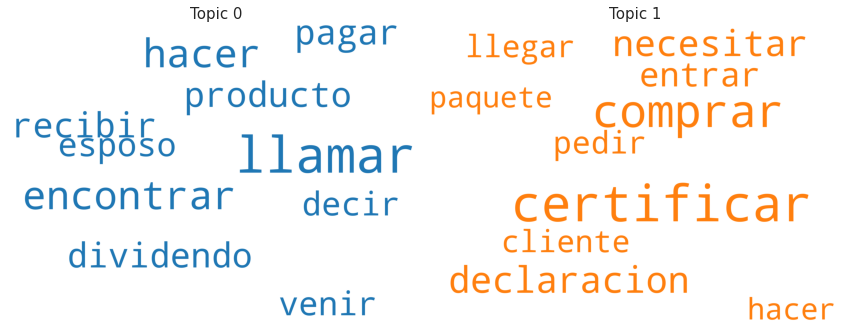 Topic 0
pagar
hacer
producto
recibir
esposo
llamar
encontrar
decir
dividendo
venir
Topic 1
necesitar
llegar
entrar
paquete
comprar
pedir
certificar
cliente
declaracion
hacer